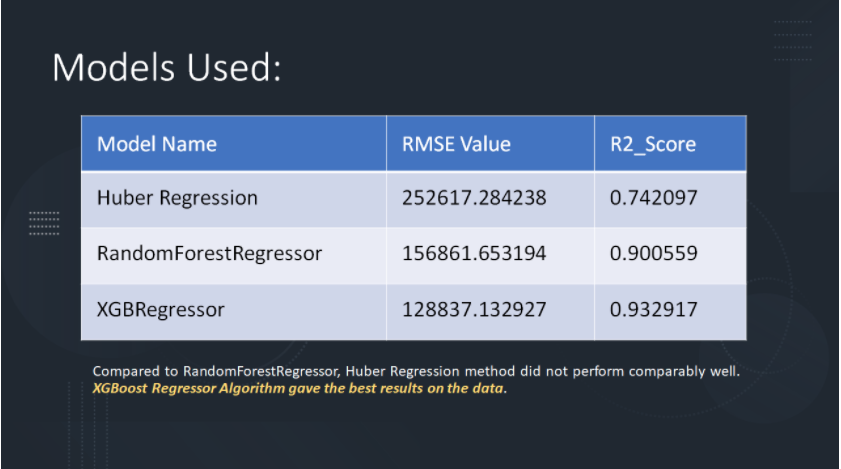 Models Used:
Model Name RMSE Value R2_Score
Huber Regression 252617.284238 0.742097
RandomForestRegressor 156861.653194 0.900559
XGBRegressor 128837.132927 0.932917
Compared to RandomForestRegressor, Huber Regression method did not perform comparably well.
XGBoost Regressor Algorithm gave the best results on the data.